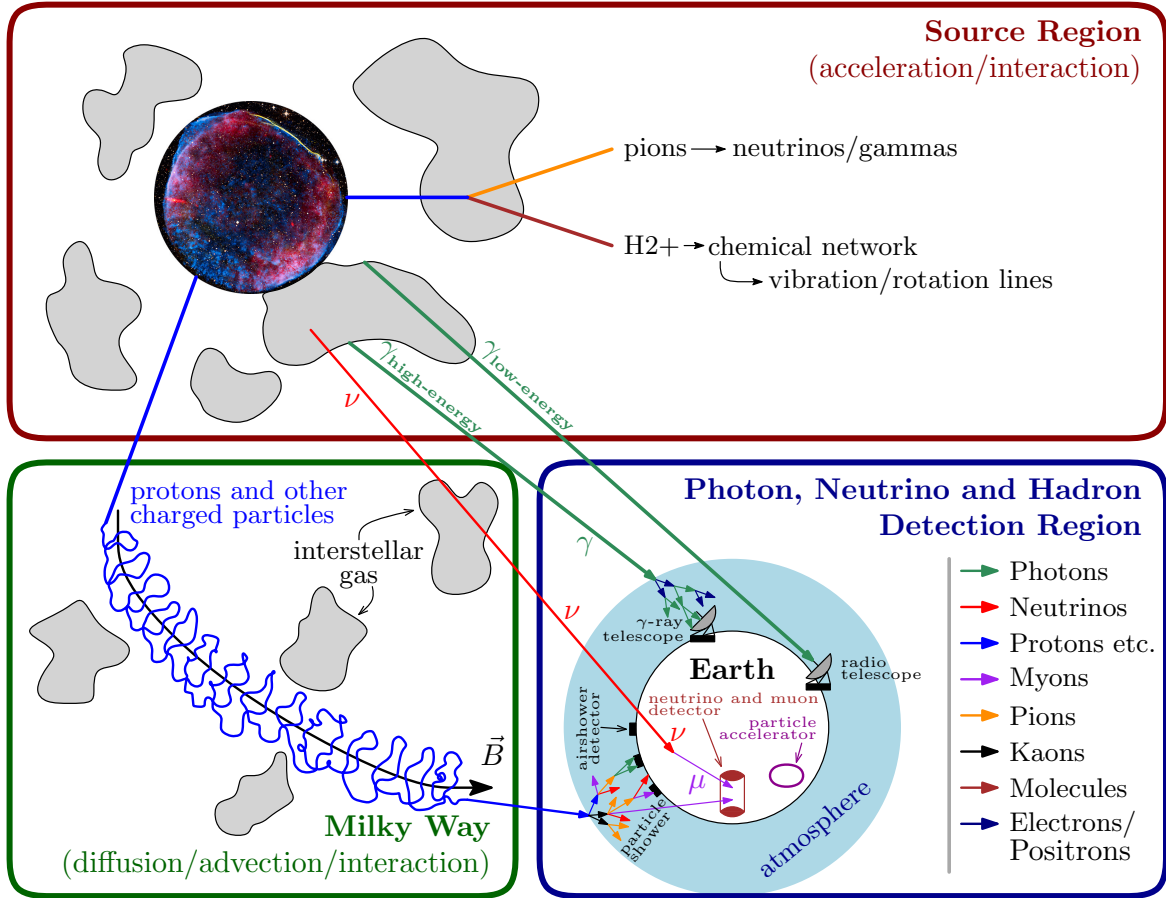 Source Region
(acceleration/interaction)
pions → neutrinos/gammas
H2+ → chemical network
vibration/rotation lines
γhigh-energy
γlow-energy
ν
protons and other
charged particles
interstellar
gas
B⃗
Milky Way
(diffusion/advection/interaction)
Photon, Neutrino and Hadron
Detection Region
γ
ν
γ-ray
telescope
Earth
radio
telescope
neutrino and muon
detector
ν
particle
accelerator
airshower
detector
μ
particle
shower
atmosphere
Photons
Neutrinos
Protons etc.
Myons
Pions
Kaons
Molecules
Electrons/
Positrons